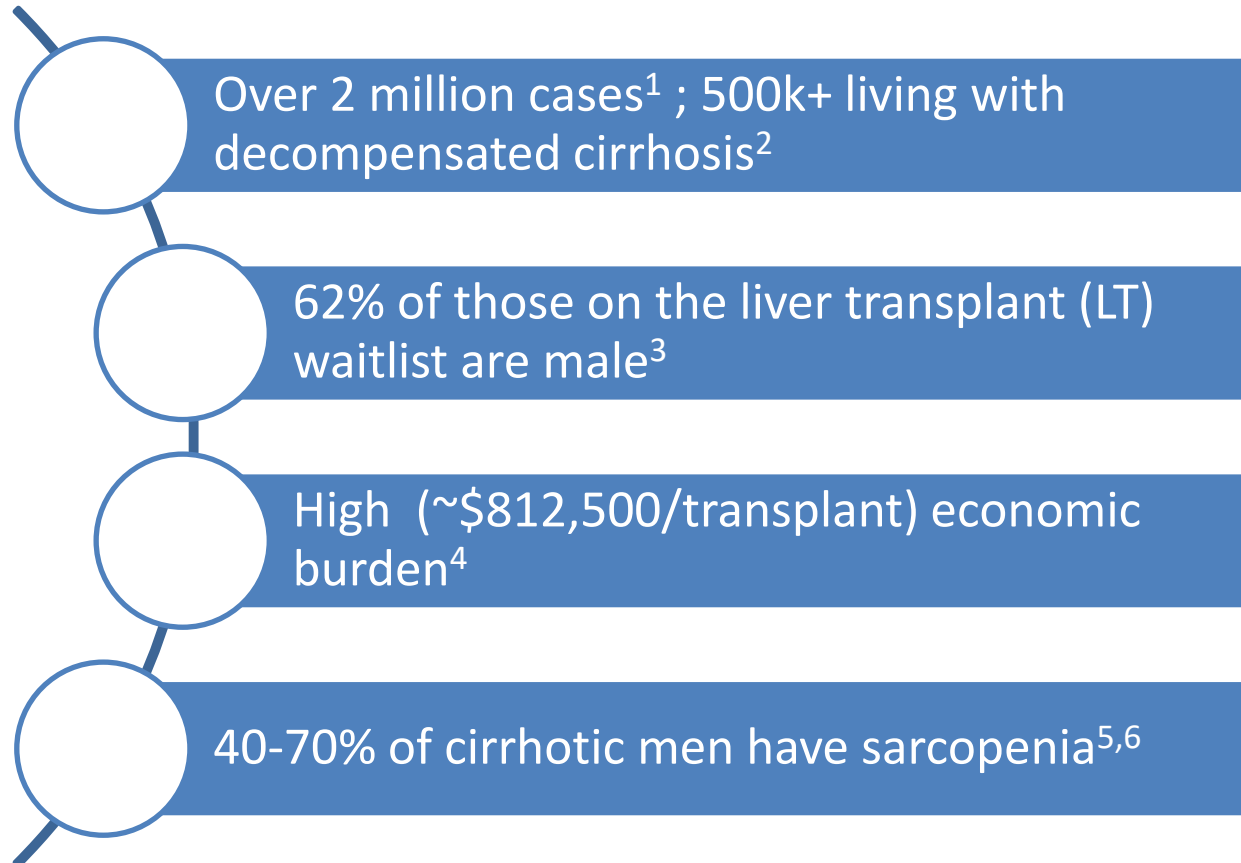 Over 2 million cases¹ ; 500k+ living with
decompensated cirrhosis²
62% of those on the liver transplant (LT)
waitlist are male³
High  (~$812,500/transplant) economic
burden⁴
40-70% of cirrhotic men have sarcopenia⁵,⁶